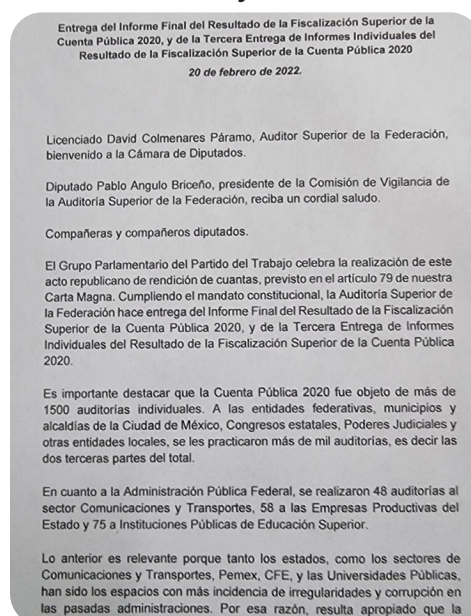 Entrega del Informe Final del Resultado de la Fiscalización Superior de la
Cuenta Pública 2020, y de la Tercera Entrega de Informes Individuales del
Resultado de la Fiscalización Superior de la Cuenta Pública 2020
20 de febrero de 2022.
Licenciado David Colmenares Páramo, Auditor Superior de la Federación,
bienvenido a la Cámara de Diputados.
Diputado Pablo Angulo Briceño, presidente de la Comisión de Vigilancia de
la Auditoría Superior de la Federación, reciba un cordial saludo.
Compañeras y compañeros diputados.
El Grupo Parlamentario del Partido del Trabajo celebra la realización de este
acto republicano de rendición de cuantas, previsto en el artículo 79 de nuestra
Carta Magna. Cumpliendo el mandato constitucional, la Auditoría Superior de
la Federación hace entrega del Informe Final del Resultado de la Fiscalización
Superior de la Cuenta Pública 2020, y de la Tercera Entrega de Informes
Individuales del Resultado de la Fiscalización Superior de la Cuenta Pública
2020.
Es importante destacar que la Cuenta Pública 2020 fue objeto de más de
1500 auditorías individuales. A las entidades federativas, municipios y
alcaldías de la Ciudad de México, Congresos estatales, Poderes Judiciales y
otras entidades locales, se les practicaron más de mil auditorías, es decir las
dos terceras partes del total.
En cuanto a la Administración Pública Federal, se realizaron 48 auditorías al
sector Comunicaciones y Transportes, 58 a las Empresas Productivas del
Estado y 75 a Instituciones Públicas de Educación Superior.
Lo anterior es relevante porque tanto los estados, como los sectores de
Comunicaciones y Transportes, Pemex, CFE, y las Universidades Públicas,
han sido los espacios con más incidencia de irregularidades y corrupción en
las pasadas administraciones. Por esa razón, resulta apropiado que la